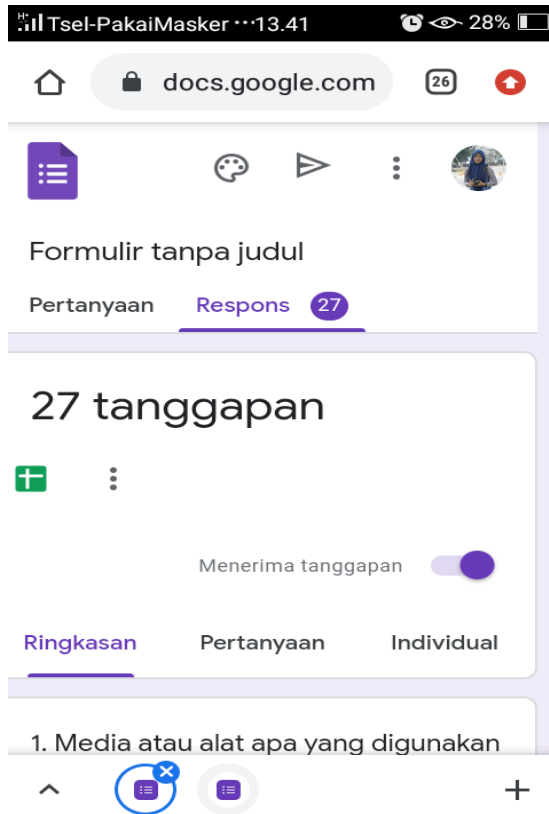 Tsel-PakaiMasker ···13.41 28%
docs.google.com 26
Formulir tanpa judul
Pertanyaan Respons 27
27 tanggapan
Menerima tanggapan
Ringkasan Pertanyaan Individual
1. Media atau alat apa yang digunakan